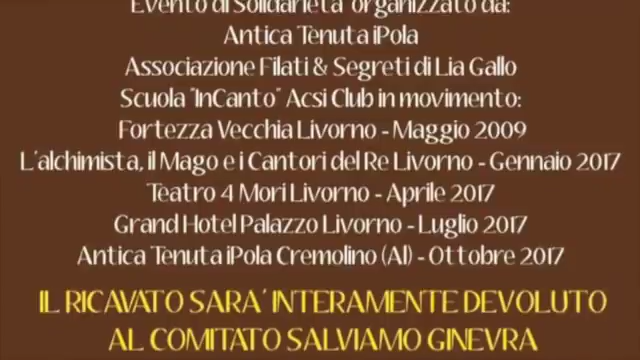 Evento di Solidarietà organizzato da:
Antica Tenuta iPola
Associazione Filati & Segreti di Lia Gallo
Scuola "InCanto" Acsi Club in movimento:
Fortezza Vecchia Livorno - Maggio 2009
L'alchimista, il Mago e i Cantori del Re Livorno - Gennaio 2017
Teatro 4 Mori Livorno - Aprile 2017
Grand Hotel Palazzo Livorno - Luglio 2017
Antica Tenuta iPola Cremolino (Al) - Ottobre 2017
IL RICAVATO SARA' INTERAMENTE DEVOLUTO
AL COMITATO SALVIAMO GINEVRA